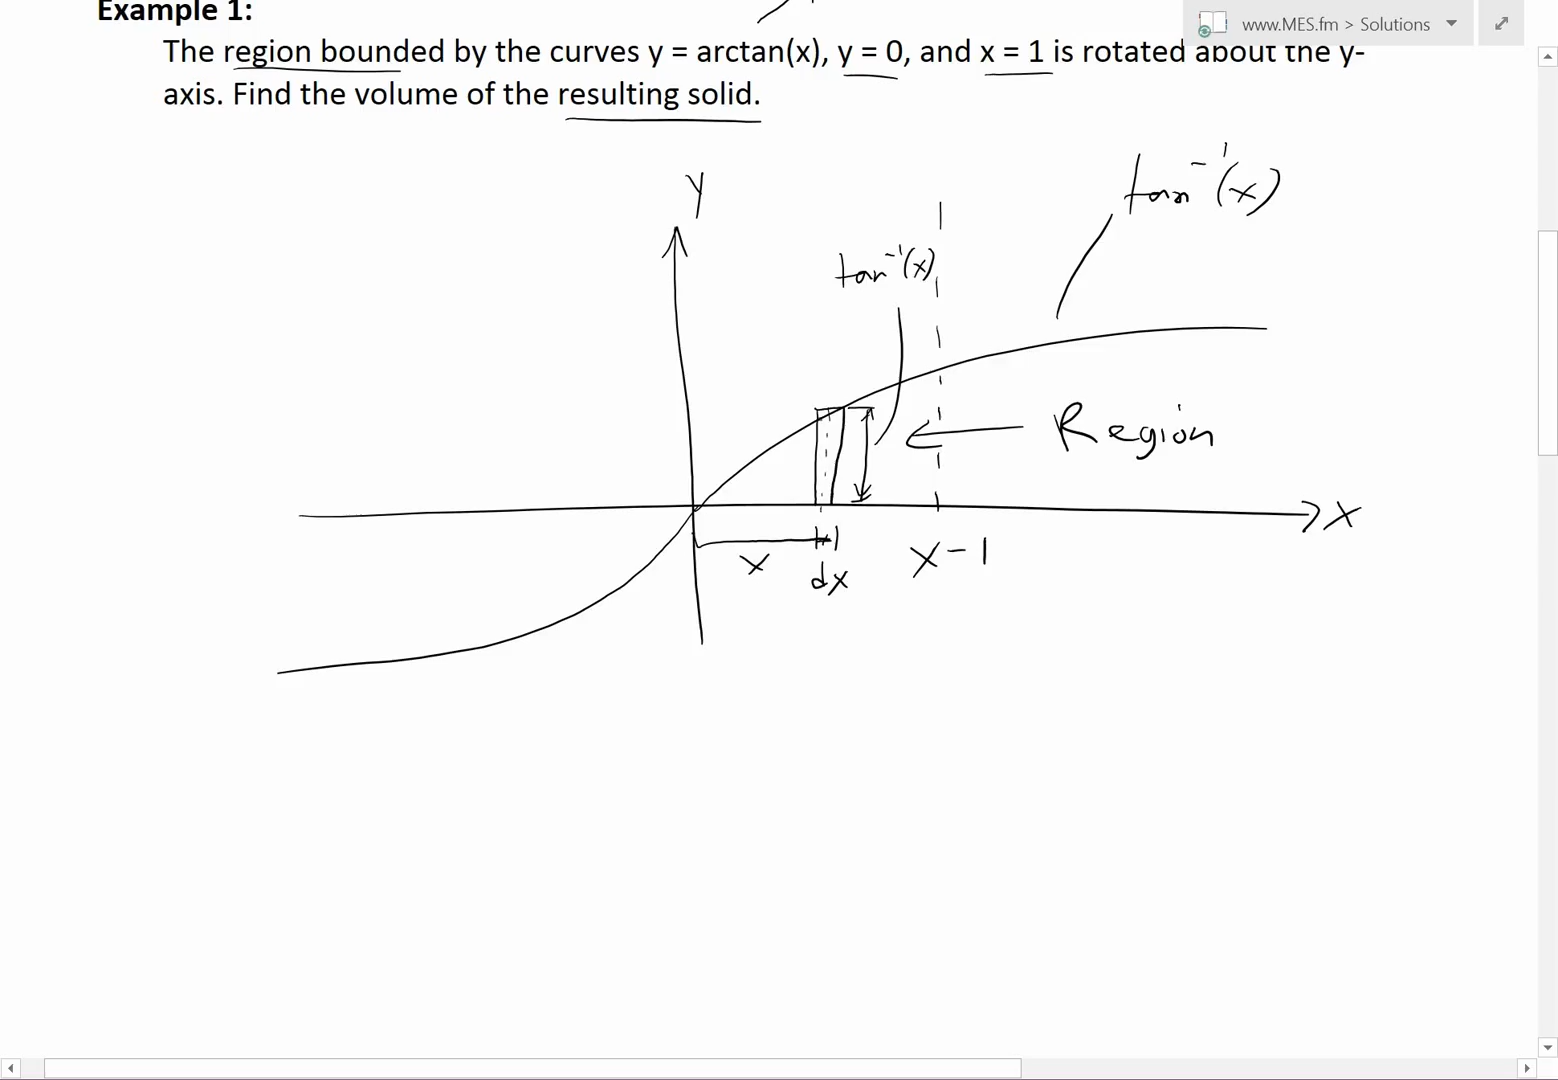 Example 1:
www.MES.fm > Solutions
The region bounded by the curves y = arctan(x), y = 0, and x = 1 is rotated about the y-
axis. Find the volume of the resulting solid.
y
tan⁻¹(x)
tan⁻¹(x)
Region
x
x
dx
x - 1